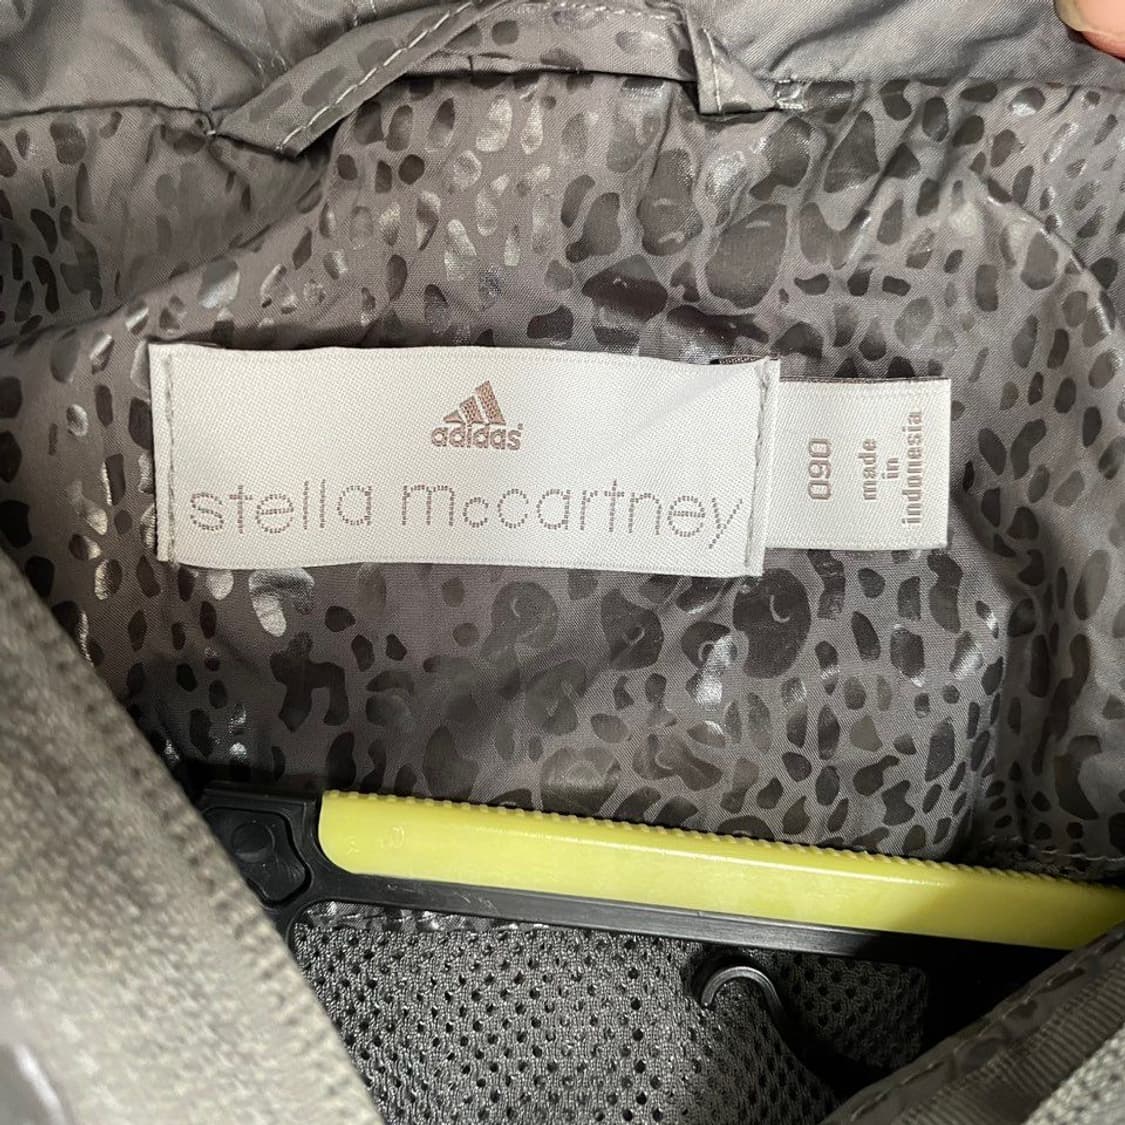 adidas
stella mccartney
090
made
in
indonesia